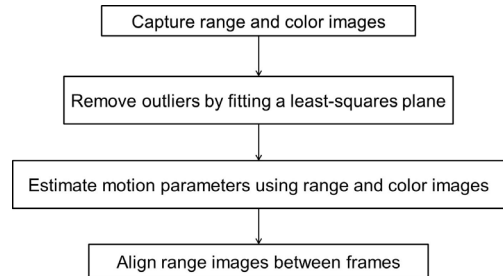 Capture range and color images
Remove outliers by fitting a least-squares plane
Estimate motion parameters using range and color images
Align range images between frames